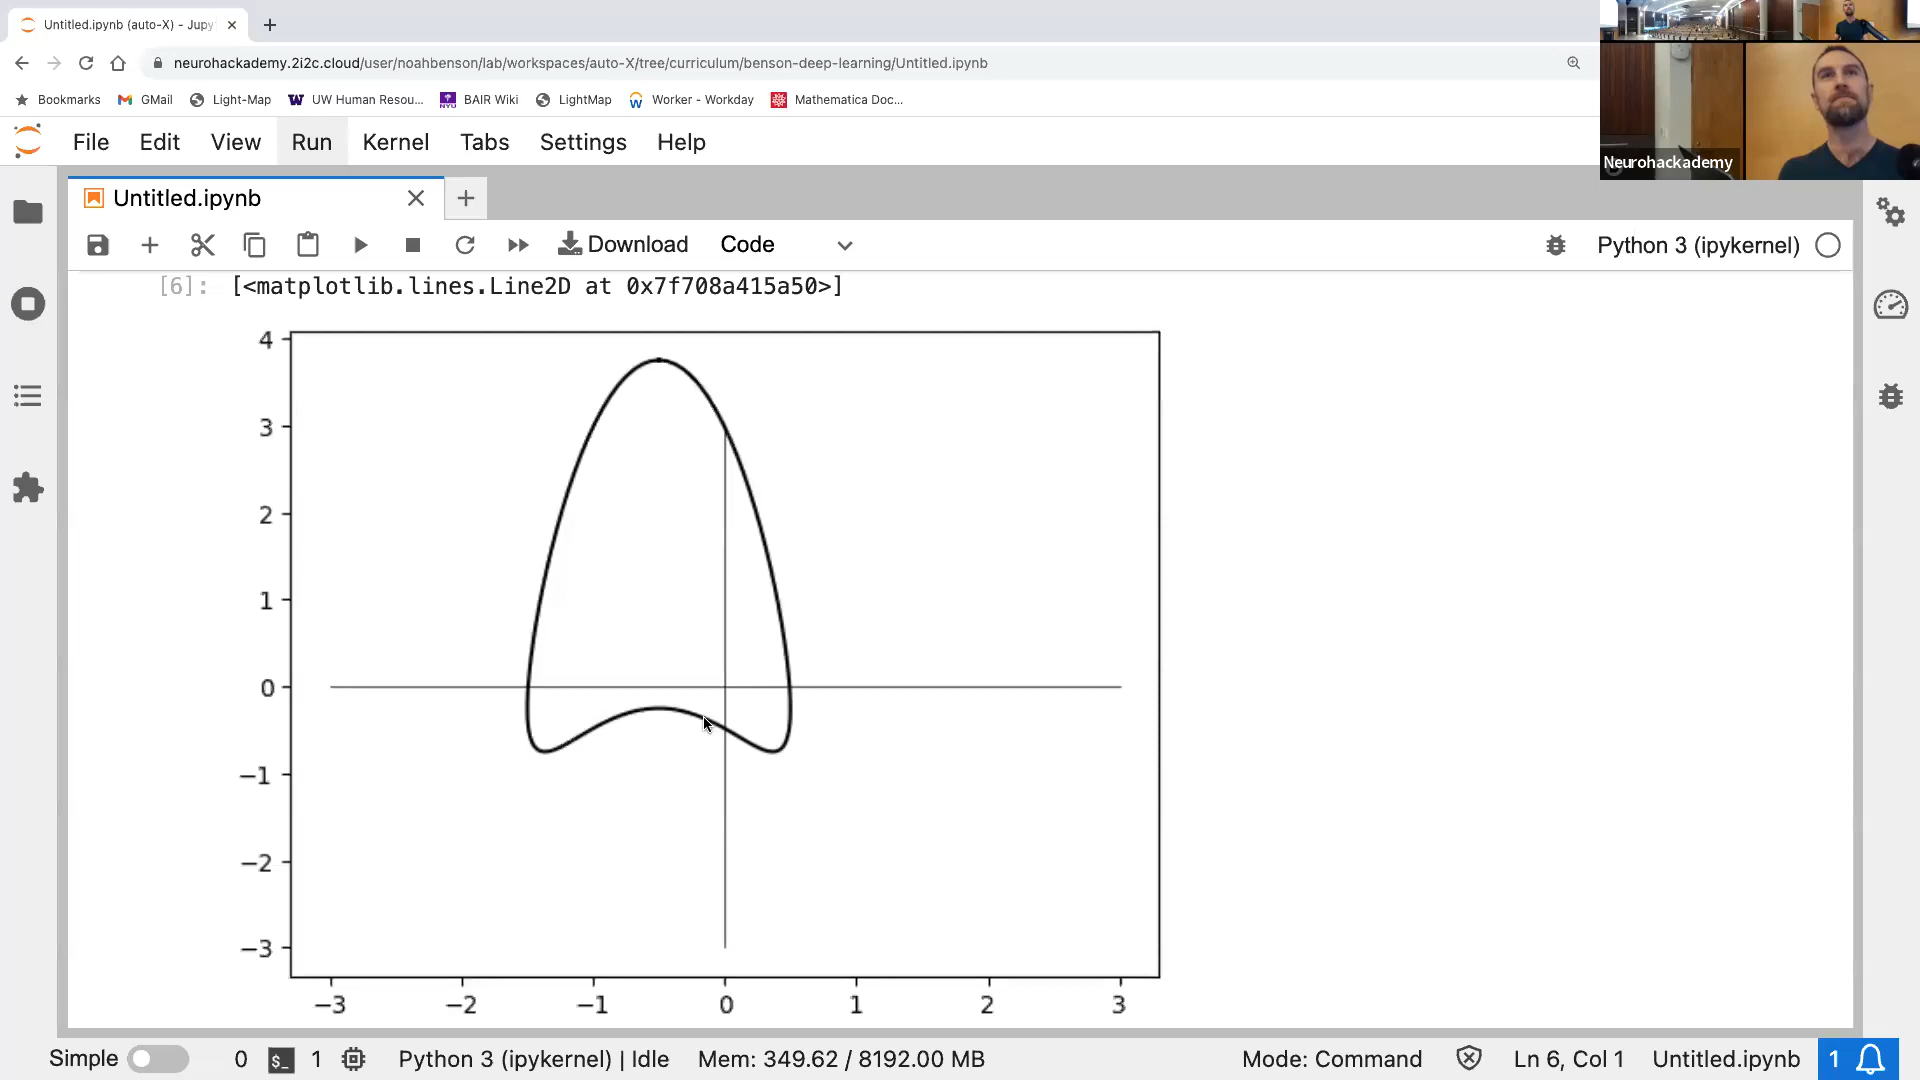 Untitled.ipynb (auto-X) - Jupy
neurohackademy.2i2c.cloud/user/noahbenson/lab/workspaces/auto-X/tree/curriculum/benson-deep-learning/Untitled.ipynb
Bookmarks GMail Light-Map UW Human Resou... BAIR Wiki LightMap Worker - Workday Mathematica Doc...
Neurohackademy
File Edit View Run Kernel Tabs Settings Help
Untitled.ipynb
Download Code Python 3 (ipykernel)
[6]: [<matplotlib.lines.Line2D at 0x7f708a415a50>]
4
3
2
1
0
−1
−2
−3
−3 −2 −1 0 1 2 3
Simple 0 $_ 1 Python 3 (ipykernel) | Idle Mem: 349.62 / 8192.00 MB Mode: Command Ln 6, Col 1 Untitled.ipynb 1